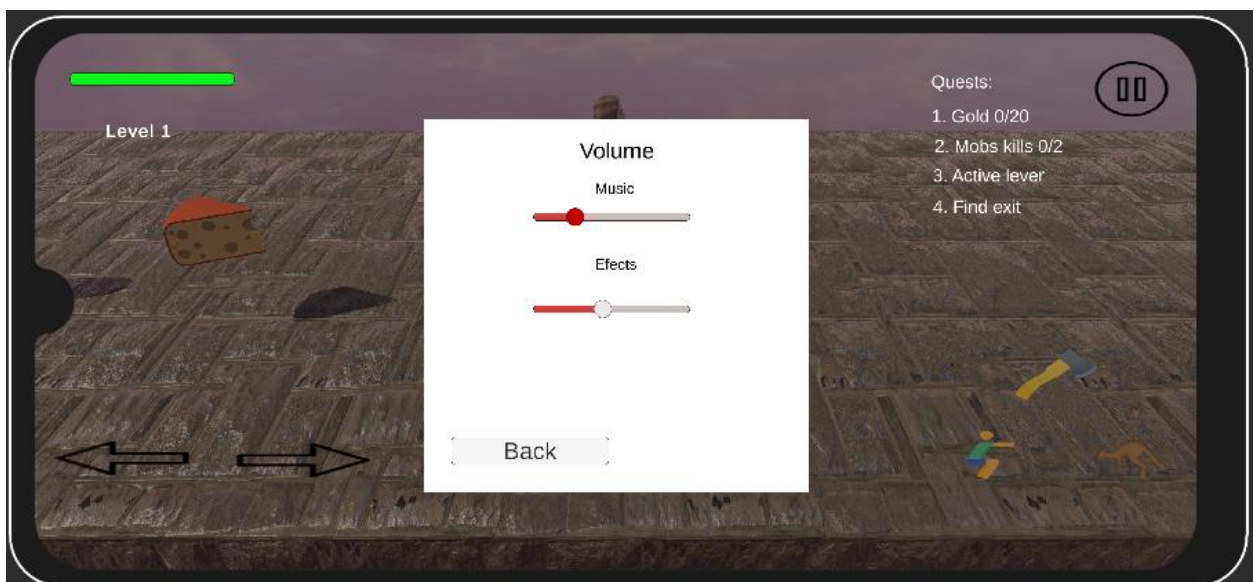 Level 1
Quests:
1. Gold 0/20
2. Mobs kills 0/2
3. Active lever
4. Find exit
Volume
Music
Efects
Back